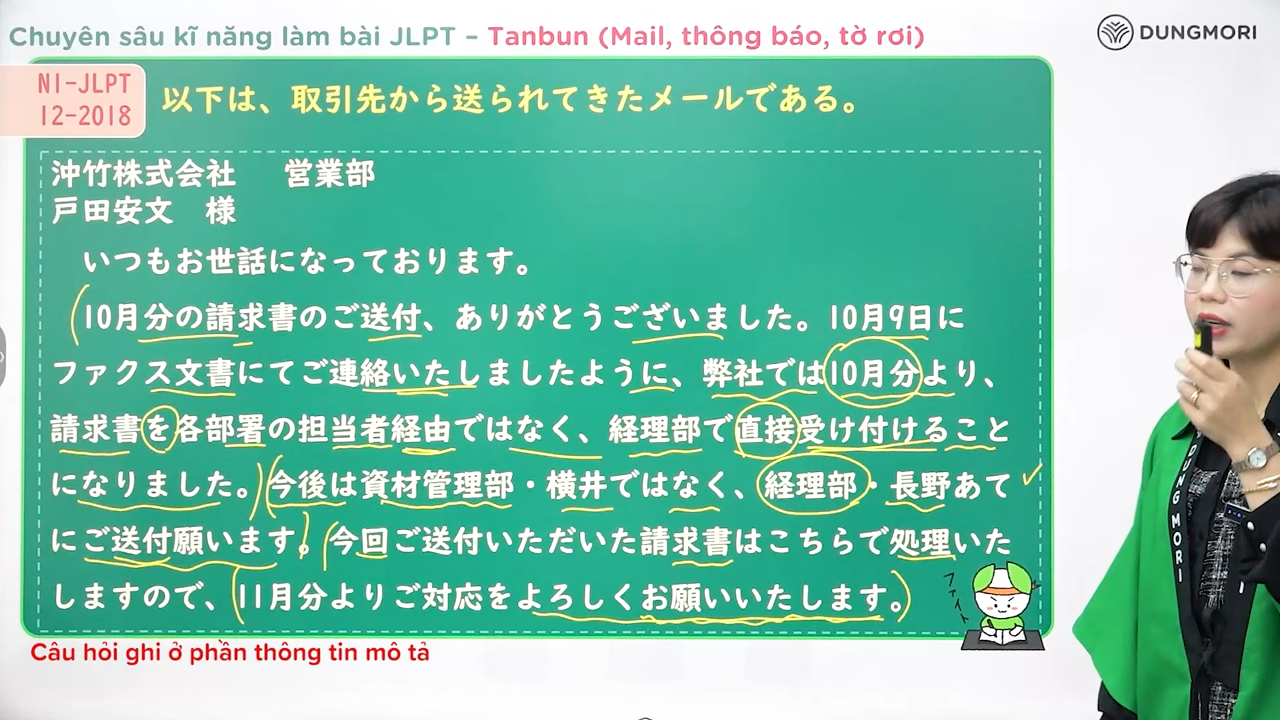 Chuyên sâu kĩ năng làm bài JLPT – Tanbun (Mail, thông báo, tờ rơi)
DUNGMORI
N1-JLPT
12-2018
以下は、取引先から送られてきたメールである。
沖竹株式会社 営業部
戸田安文 様
いつもお世話になっております。
10月分の請求書のご送付、ありがとうございました。10月9日に
ファクス文書にてご連絡いたしましたように、弊社では10月分より、
請求書を各部署の担当者経由ではなく、経理部で直接受け付けること
になりました。今後は資材管理部・横井ではなく、経理部・長野あて
にご送付願います。今回ご送付いただいた請求書はこちらで処理いた
しますので、11月分よりご対応をよろしくお願いいたします。
ファイト
Câu hỏi ghi ở phần thông tin mô tả
DUNG MORI